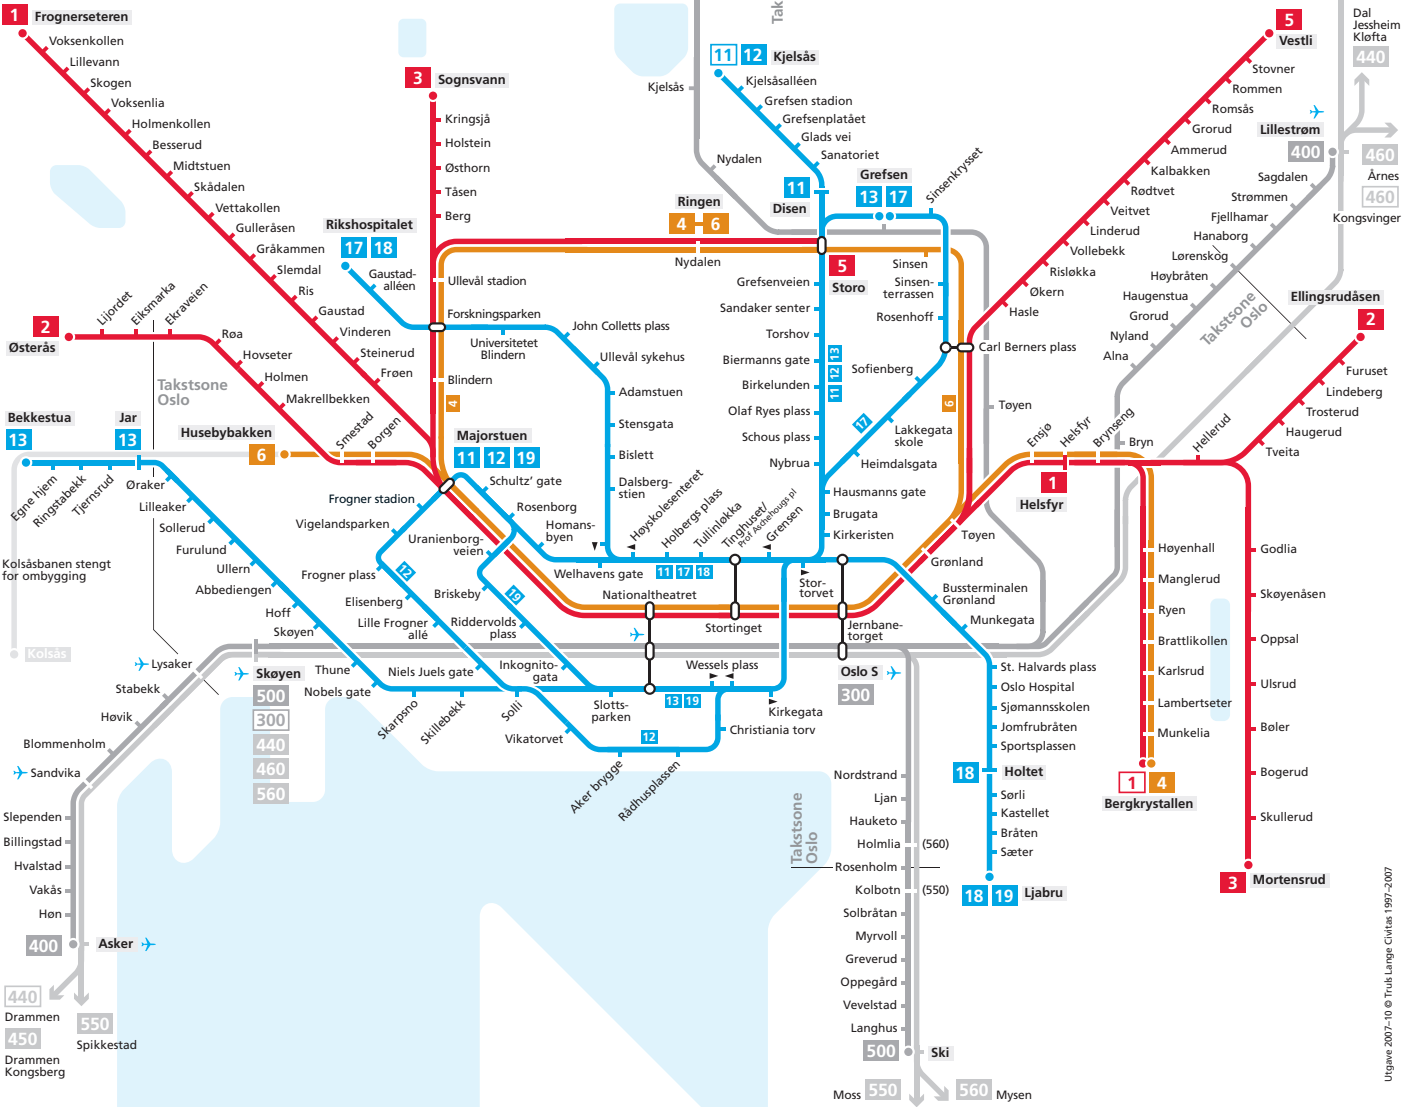 1 Frognerseteren
Voksenkollen
Lillevann
Skogen
Voksenlia
Holmenkollen
Besserud
Midtstuen
Skådalen
Vettakollen
Gulleråsen
Gråkammen
Slemdal
Ris
Gaustad
Vinderen
Steinerud
Frøen
3 Sognsvann
Kringsjå
Holstein
Østhorn
Tåsen
Berg
Ullevål stadion
Forskningsparken
Blindern
4
Rikshospitalet
17 18
Gaustad-
alléen
Universitetet
Blindern
John Colletts plass
Ullevål sykehus
Adamstuen
Stensgata
Bislett
Dalsberg-
stien
2
Østerås
Lijordet
Eiksmarka
Ekraveien
Røa
Hovseter
Holmen
Makrellbekken
Smestad
Borgen
Takstsone
Oslo
Bekkestua
13
Jar
13
Husebybakken
6
Egne hjem
Ringstabekk
Tjernsrud
Øraker
Lilleaker
Sollerud
Furulund
Ullern
Abbediengen
Hoff
Skøyen
Thune
Nobels gate
Kolsåsbanen stengt
for ombygging
Kolsås
Majorstuen
11 12 19
Schultz' gate
Rosenborg
Homans-
byen
Frogner stadion
Vigelandsparken
Uranienborg-
veien
Frogner plass
12
Elisenberg
Lille Frogner
allé
Niels Juels gate
Briskeby
19
Riddervolds
plass
Inkognito-
gata
Welhavens gate
Høyskolesenteret
Holbergs plass
Tullinløkka
Tinghuset/
Prof Aschehougs pl
Grensen
11 17 18
Nationaltheatret
Stortinget
Stor-
torvet
Jernbane-
torget
Wessels plass
13 19
Kirkegata
Christiania torv
Slotts-
parken
Skarpsno
Skillebekk
Solli
Vikatorvet
12
Aker brygge
Rådhusplassen
Tak
11 12 Kjelsås
Kjelsås
Kjelsåsalléen
Grefsen stadion
Grefsenplatået
Glads vei
Sanatoriet
Nydalen
11
Disen
Grefsen
13 17
Sinsenkrysset
Ringen
4 6
Nydalen
5
Storo
Sinsen
Sinsen-
terrassen
Rosenhoff
Grefsenveien
Sandaker senter
Torshov
Biermanns gate
Birkelunden
Olaf Ryes plass
Schous plass
Nybrua
11 12 13
Hausmanns gate
Brugata
Kirkeristen
Sofienberg
17
Lakkegata
skole
Heimdalsgata
6
Carl Berners plass
Tøyen
Tøyen
Grønland
Bussterminalen
Grønland
Munkegata
St. Halvards plass
Oslo Hospital
Sjømannsskolen
Jomfrubråten
Sportsplassen
18 Holtet
Sørli
Kastellet
Bråten
Sæter
18 19 Ljabru
5
Vestli
Stovner
Rommen
Romsås
Grorud
Ammerud
Kalbakken
Rødtvet
Veitvet
Linderud
Vollebekk
Risløkka
Økern
Hasle
Dal
Jessheim
Kløfta
440
Lillestrøm
400
460
Årnes
460
Kongsvinger
Sagdalen
Strømmen
Fjellhamar
Hanaborg
Lørenskog
Høybråten
Haugenstua
Grorud
Nyland
Alna
Bryn
Takstsone
Oslo
Ellingsrudåsen
2
Furuset
Lindeberg
Trosterud
Haugerud
Tveita
Hellerud
Ensjø
Helsfyr
Brynseng
1
Helsfyr
Høyenhall
Manglerud
Ryen
Brattlikollen
Karlsrud
Lambertseter
Munkelia
1 4
Bergkrystallen
Godlia
Skøyenåsen
Oppsal
Ulsrud
Bøler
Bogerud
Skullerud
3 Mortensrud
Lysaker
Stabekk
Høvik
Blommenholm
Sandvika
Slependen
Billingstad
Hvalstad
Vakås
Høn
400 Asker
440
Drammen
450
Drammen
Kongsberg
550
Spikkestad
Skøyen
500
300
440
460
560
Oslo S
300
Nordstrand
Ljan
Hauketo
Holmlia (560)
Rosenholm
Kolbotn (550)
Solbråtan
Myrvoll
Greverud
Oppegård
Vevelstad
Langhus
500 Ski
Moss 550
560 Mysen
Takstsone
Oslo
Utgave 2007–10 © Truls Lange Civitas 1997–2007